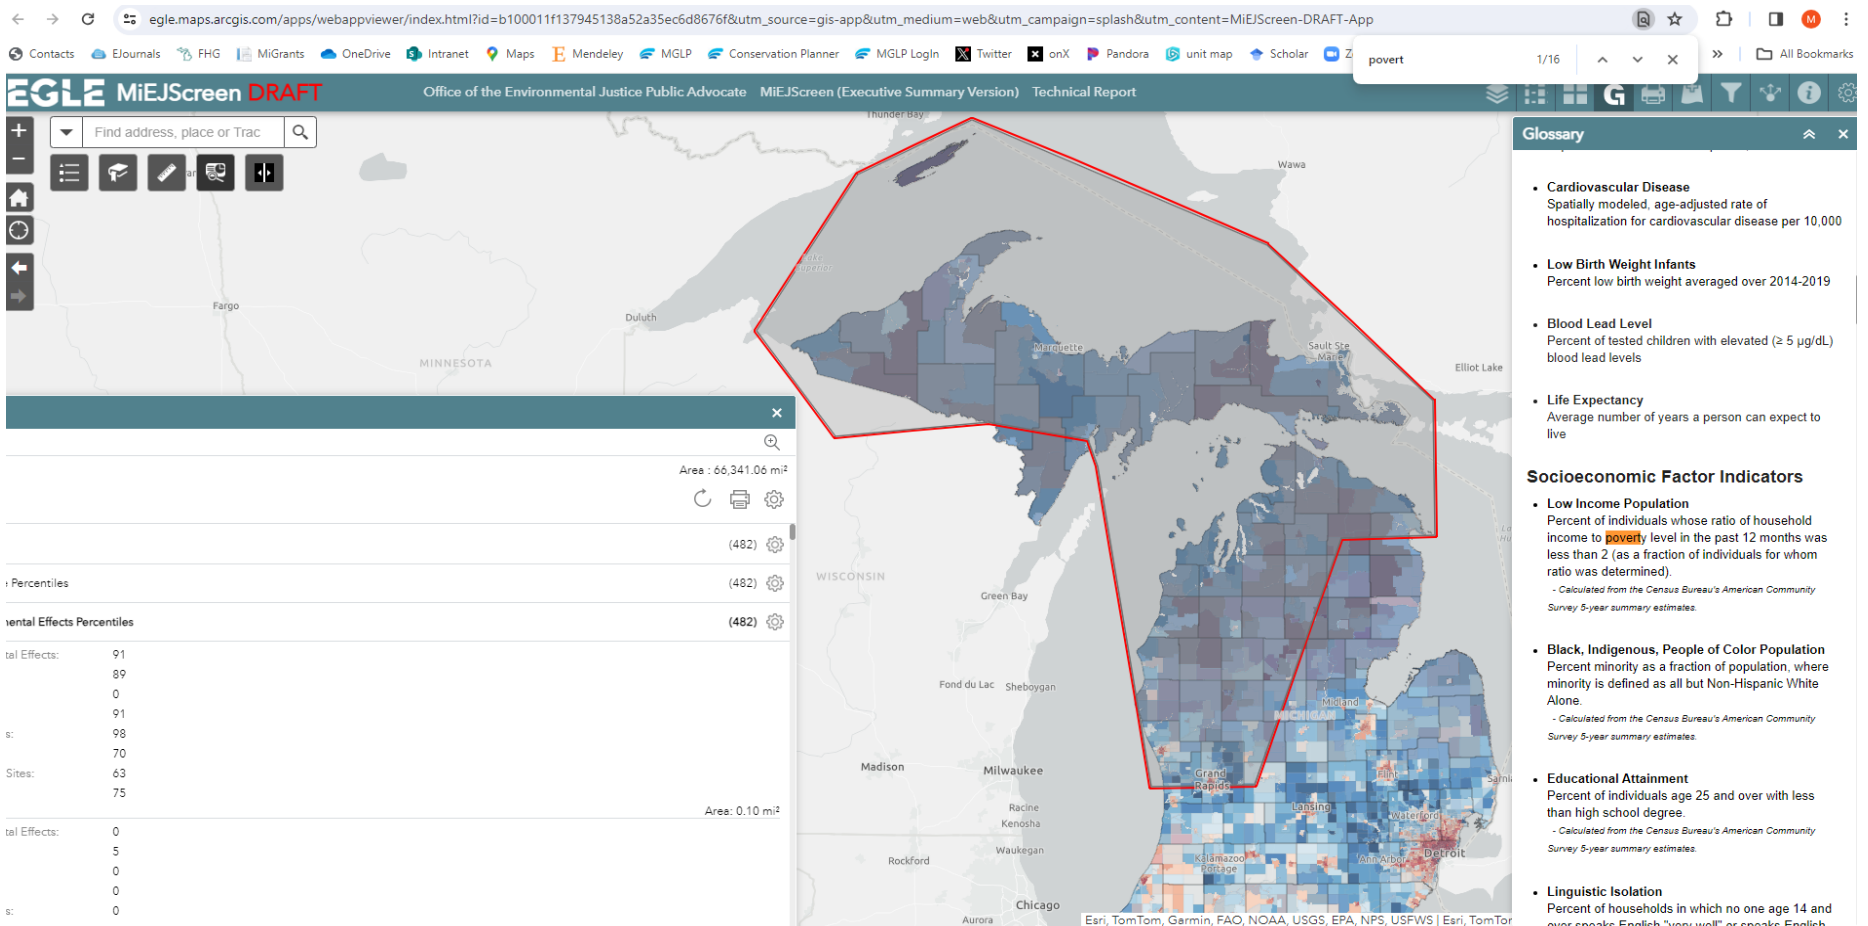 egle.maps.arcgis.com/apps/webappviewer/index.html?id=b100011f137945138a52a35ec6d8676f&utm_source=gis-app&utm_medium=web&utm_campaign=splash&utm_content=MiEJScreen-DRAFT-App
M
Contacts EJournals FHG MiGrants OneDrive Intranet Maps Mendeley MGLP Conservation Planner MGLP LogIn Twitter onX Pandora unit map Scholar Z All Bookmarks
povert 1/16
EGLE MiEJScreen DRAFT Office of the Environmental Justice Public Advocate MiEJScreen (Executive Summary Version) Technical Report
Find address, place or Trac
Thunder Bay
Wawa
Lake
Superior
Fargo
Duluth
MINNESOTA
Marquette
Sault Ste
Marie
Elliot Lake
WISCONSIN
Green Bay
Fond du Lac
Sheboygan
Midland
MICHIGAN
Madison
Milwaukee
Grand
Rapids
Flint
Sarnia
Lansing
Racine
Kenosha
Waterford
Waukegan
Rockford
Kalamazoo
Portage
Ann Arbor
Detroit
Chicago
Aurora
Esri, TomTom, Garmin, FAO, NOAA, USGS, EPA, NPS, USFWS | Esri, TomTor
Area : 66,341.06 mi²
(482)
Percentiles (482)
ental Effects Percentiles (482)
tal Effects: 91
89
0
91
s: 98
70
Sites: 63
75
Area: 0.10 mi²
tal Effects: 0
5
0
0
s: 0
Glossary
Cardiovascular Disease
Spatially modeled, age-adjusted rate of
hospitalization for cardiovascular disease per 10,000
Low Birth Weight Infants
Percent low birth weight averaged over 2014-2019
Blood Lead Level
Percent of tested children with elevated (≥ 5 µg/dL)
blood lead levels
Life Expectancy
Average number of years a person can expect to
live
Socioeconomic Factor Indicators
Low Income Population
Percent of individuals whose ratio of household
income to poverty level in the past 12 months was
less than 2 (as a fraction of individuals for whom
ratio was determined).
- Calculated from the Census Bureau's American Community
Survey 5-year summary estimates.
Black, Indigenous, People of Color Population
Percent minority as a fraction of population, where
minority is defined as all but Non-Hispanic White
Alone.
- Calculated from the Census Bureau's American Community
Survey 5-year summary estimates.
Educational Attainment
Percent of individuals age 25 and over with less
than high school degree.
- Calculated from the Census Bureau's American Community
Survey 5-year summary estimates.
Linguistic Isolation
Percent of households in which no one age 14 and
over speaks English "very well" or speaks English